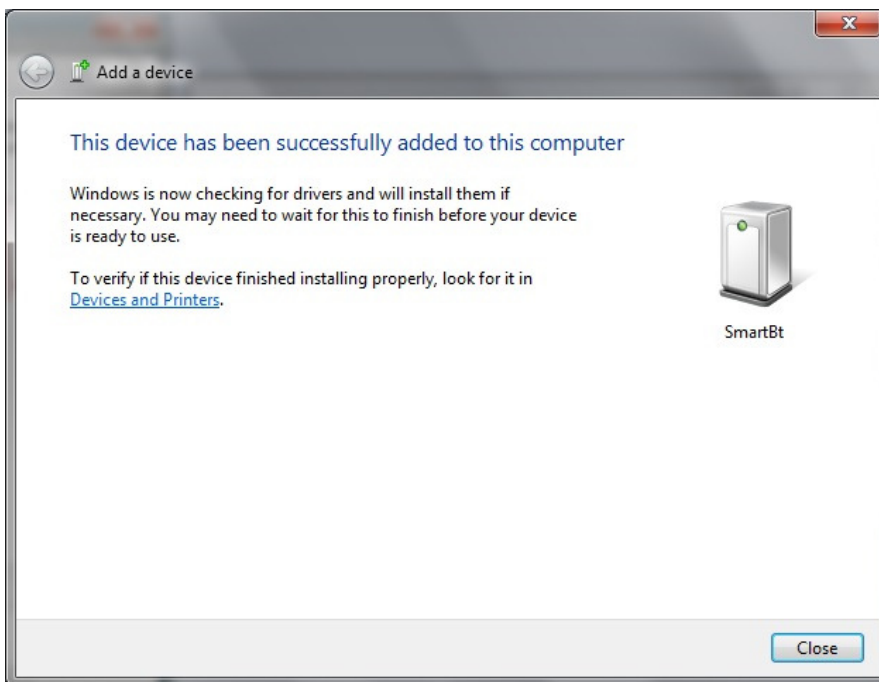 Add a device
This device has been successfully added to this computer
Windows is now checking for drivers and will install them if
necessary. You may need to wait for this to finish before your device
is ready to use.
To verify if this device finished installing properly, look for it in
Devices and Printers.
SmartBt
Close